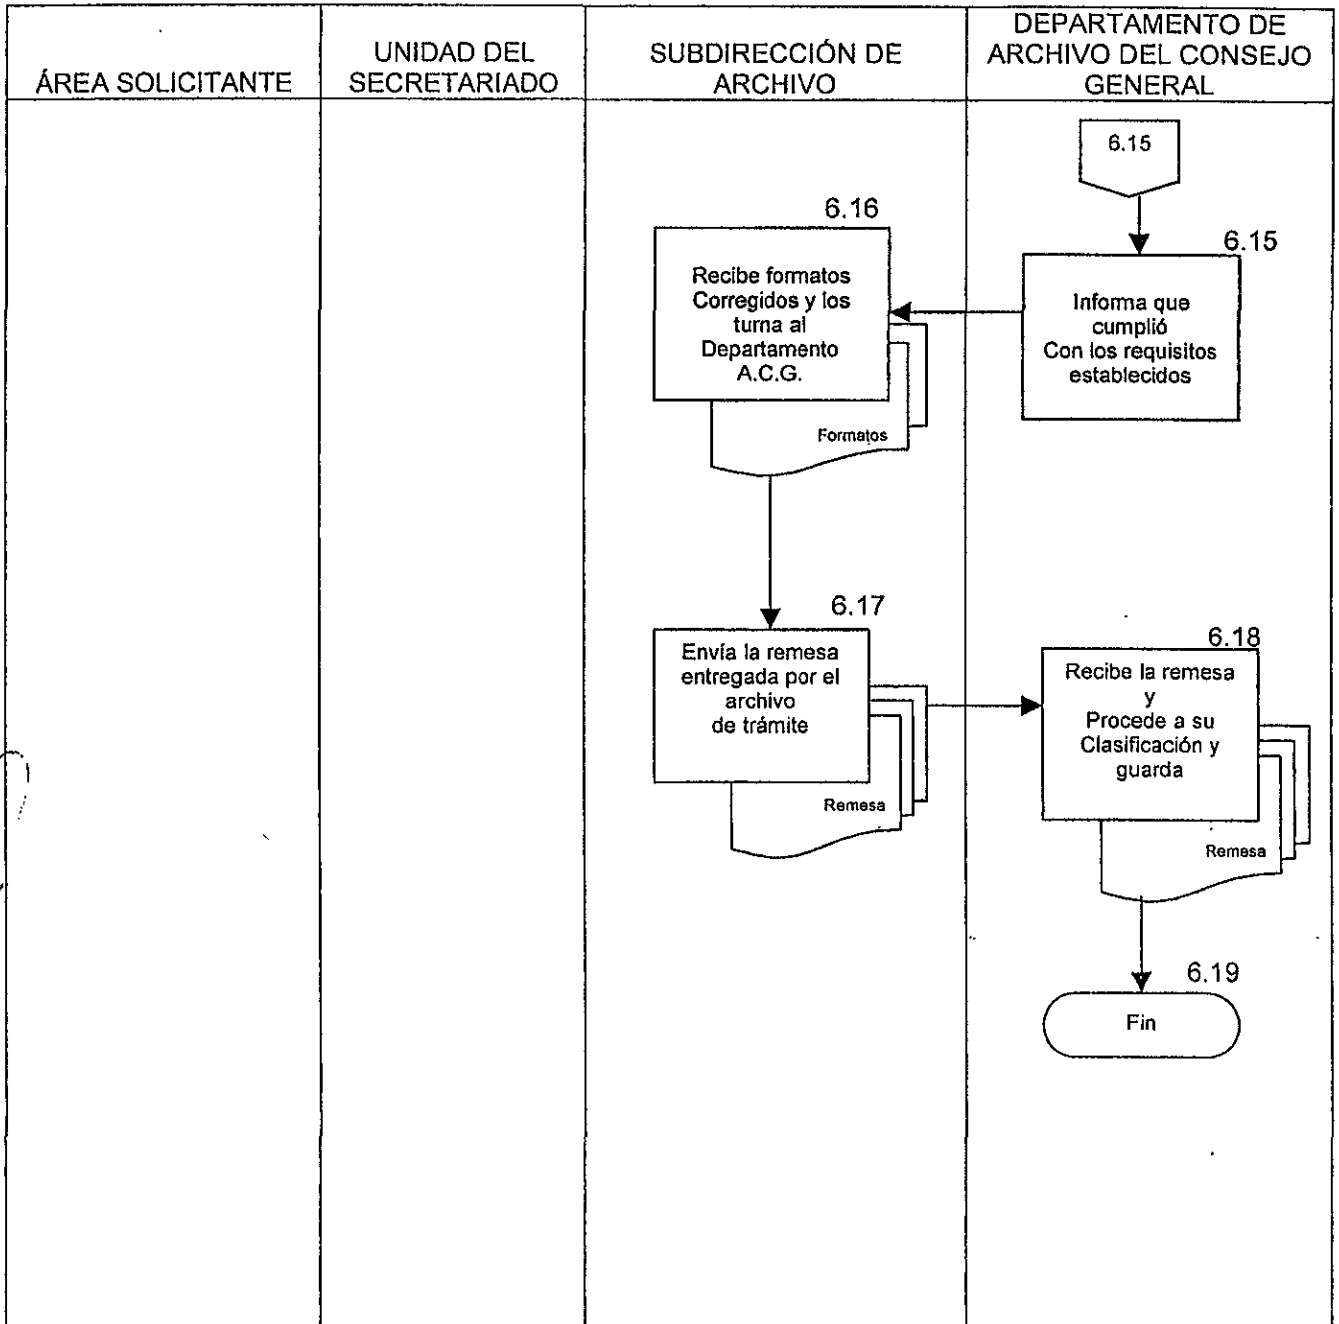 ÁREA SOLICITANTE
UNIDAD DEL
SECRETARIADO
SUBDIRECCIÓN DE
ARCHIVO
DEPARTAMENTO DE
ARCHIVO DEL CONSEJO
GENERAL
6.15
6.15
Informa que
cumplió
Con los requisitos
establecidos
6.16
Recibe formatos
Corregidos y los
turna al
Departamento
A.C.G.
Formatos
6.17
Envía la remesa
entregada por el
archivo
de trámite
Remesa
6.18
Recibe la remesa
y
Procede a su
Clasificación y
guarda
Remesa
6.19
Fin